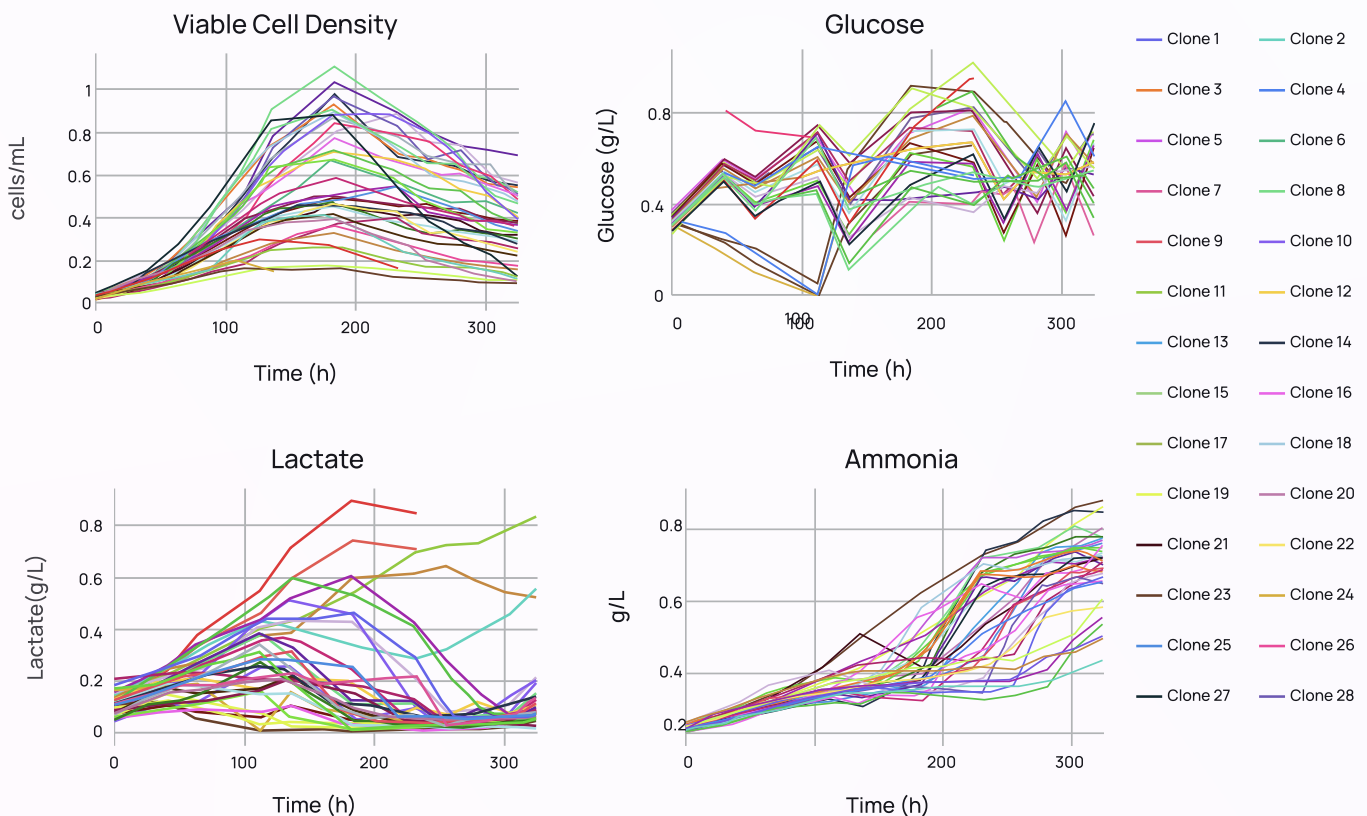 Viable Cell Density
cells/mL
1
0.8
0.6
0.4
0.2
0
0
100
200
300
Time (h)
Glucose
Glucose (g/L)
0.8
0.4
0
0
100
100
200
300
Time (h)
Clone 1
Clone 2
Clone 3
Clone 4
Clone 5
Clone 6
Clone 7
Clone 8
Clone 9
Clone 10
Clone 11
Clone 12
Clone 13
Clone 14
Clone 15
Clone 16
Clone 17
Clone 18
Clone 19
Clone 20
Clone 21
Clone 22
Clone 23
Clone 24
Clone 25
Clone 26
Clone 27
Clone 28
Lactate
Lactate(g/L)
0.8
0.6
0.4
0.2
0
0
100
200
300
Time (h)
Ammonia
g/L
0.8
0.6
0.4
0.2
0
200
300
Time (h)